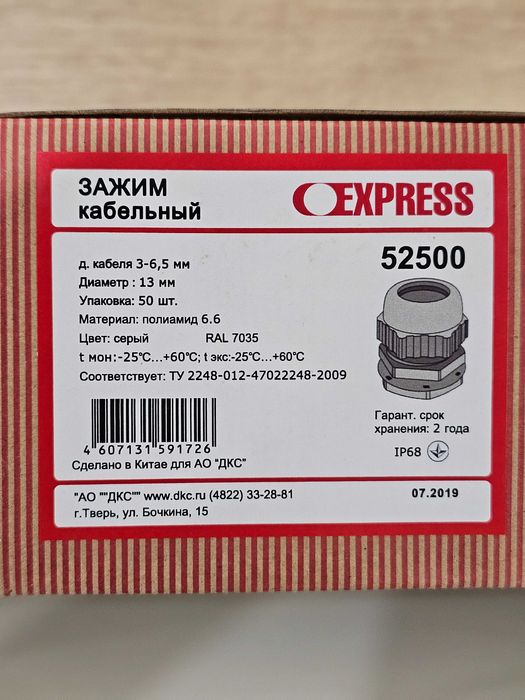 ЗАЖИМ
кабельный
EXPRESS
52500
д. кабеля 3-6,5 мм
Диаметр : 13 мм
Упаковка: 50 шт.
Материал: полиамид 6.6
Цвет: серый RAL 7035
t мон:-25°С...+60°С; t экс:-25°С...+60°С
Соответствует: ТУ 2248-012-47022248-2009
Гарант. срок
хранения: 2 года
IP68
4 607131 591726
Сделано в Китае для АО "ДКС"
"АО ""ДКС"" www.dkc.ru (4822) 33-28-81
07.2019
г.Тверь, ул. Бочкина, 15